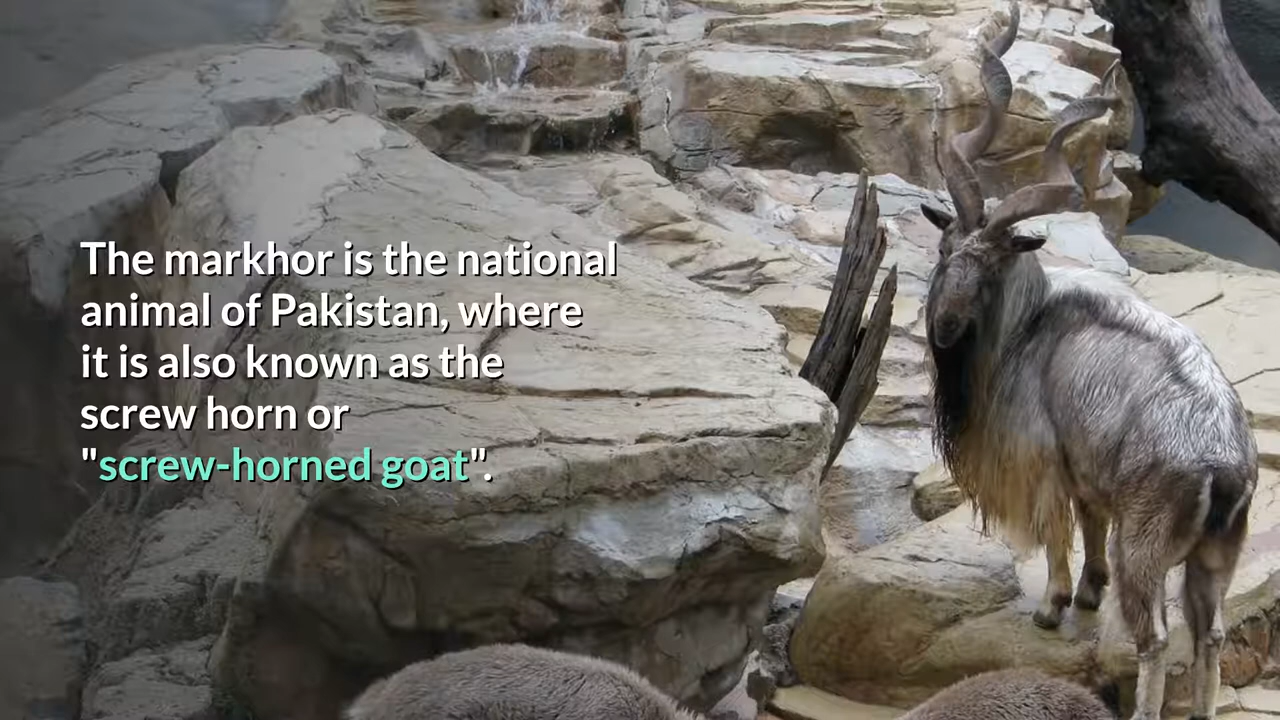 The markhor is the national
animal of Pakistan, where
it is also known as the
screw horn or
"screw-horned goat".